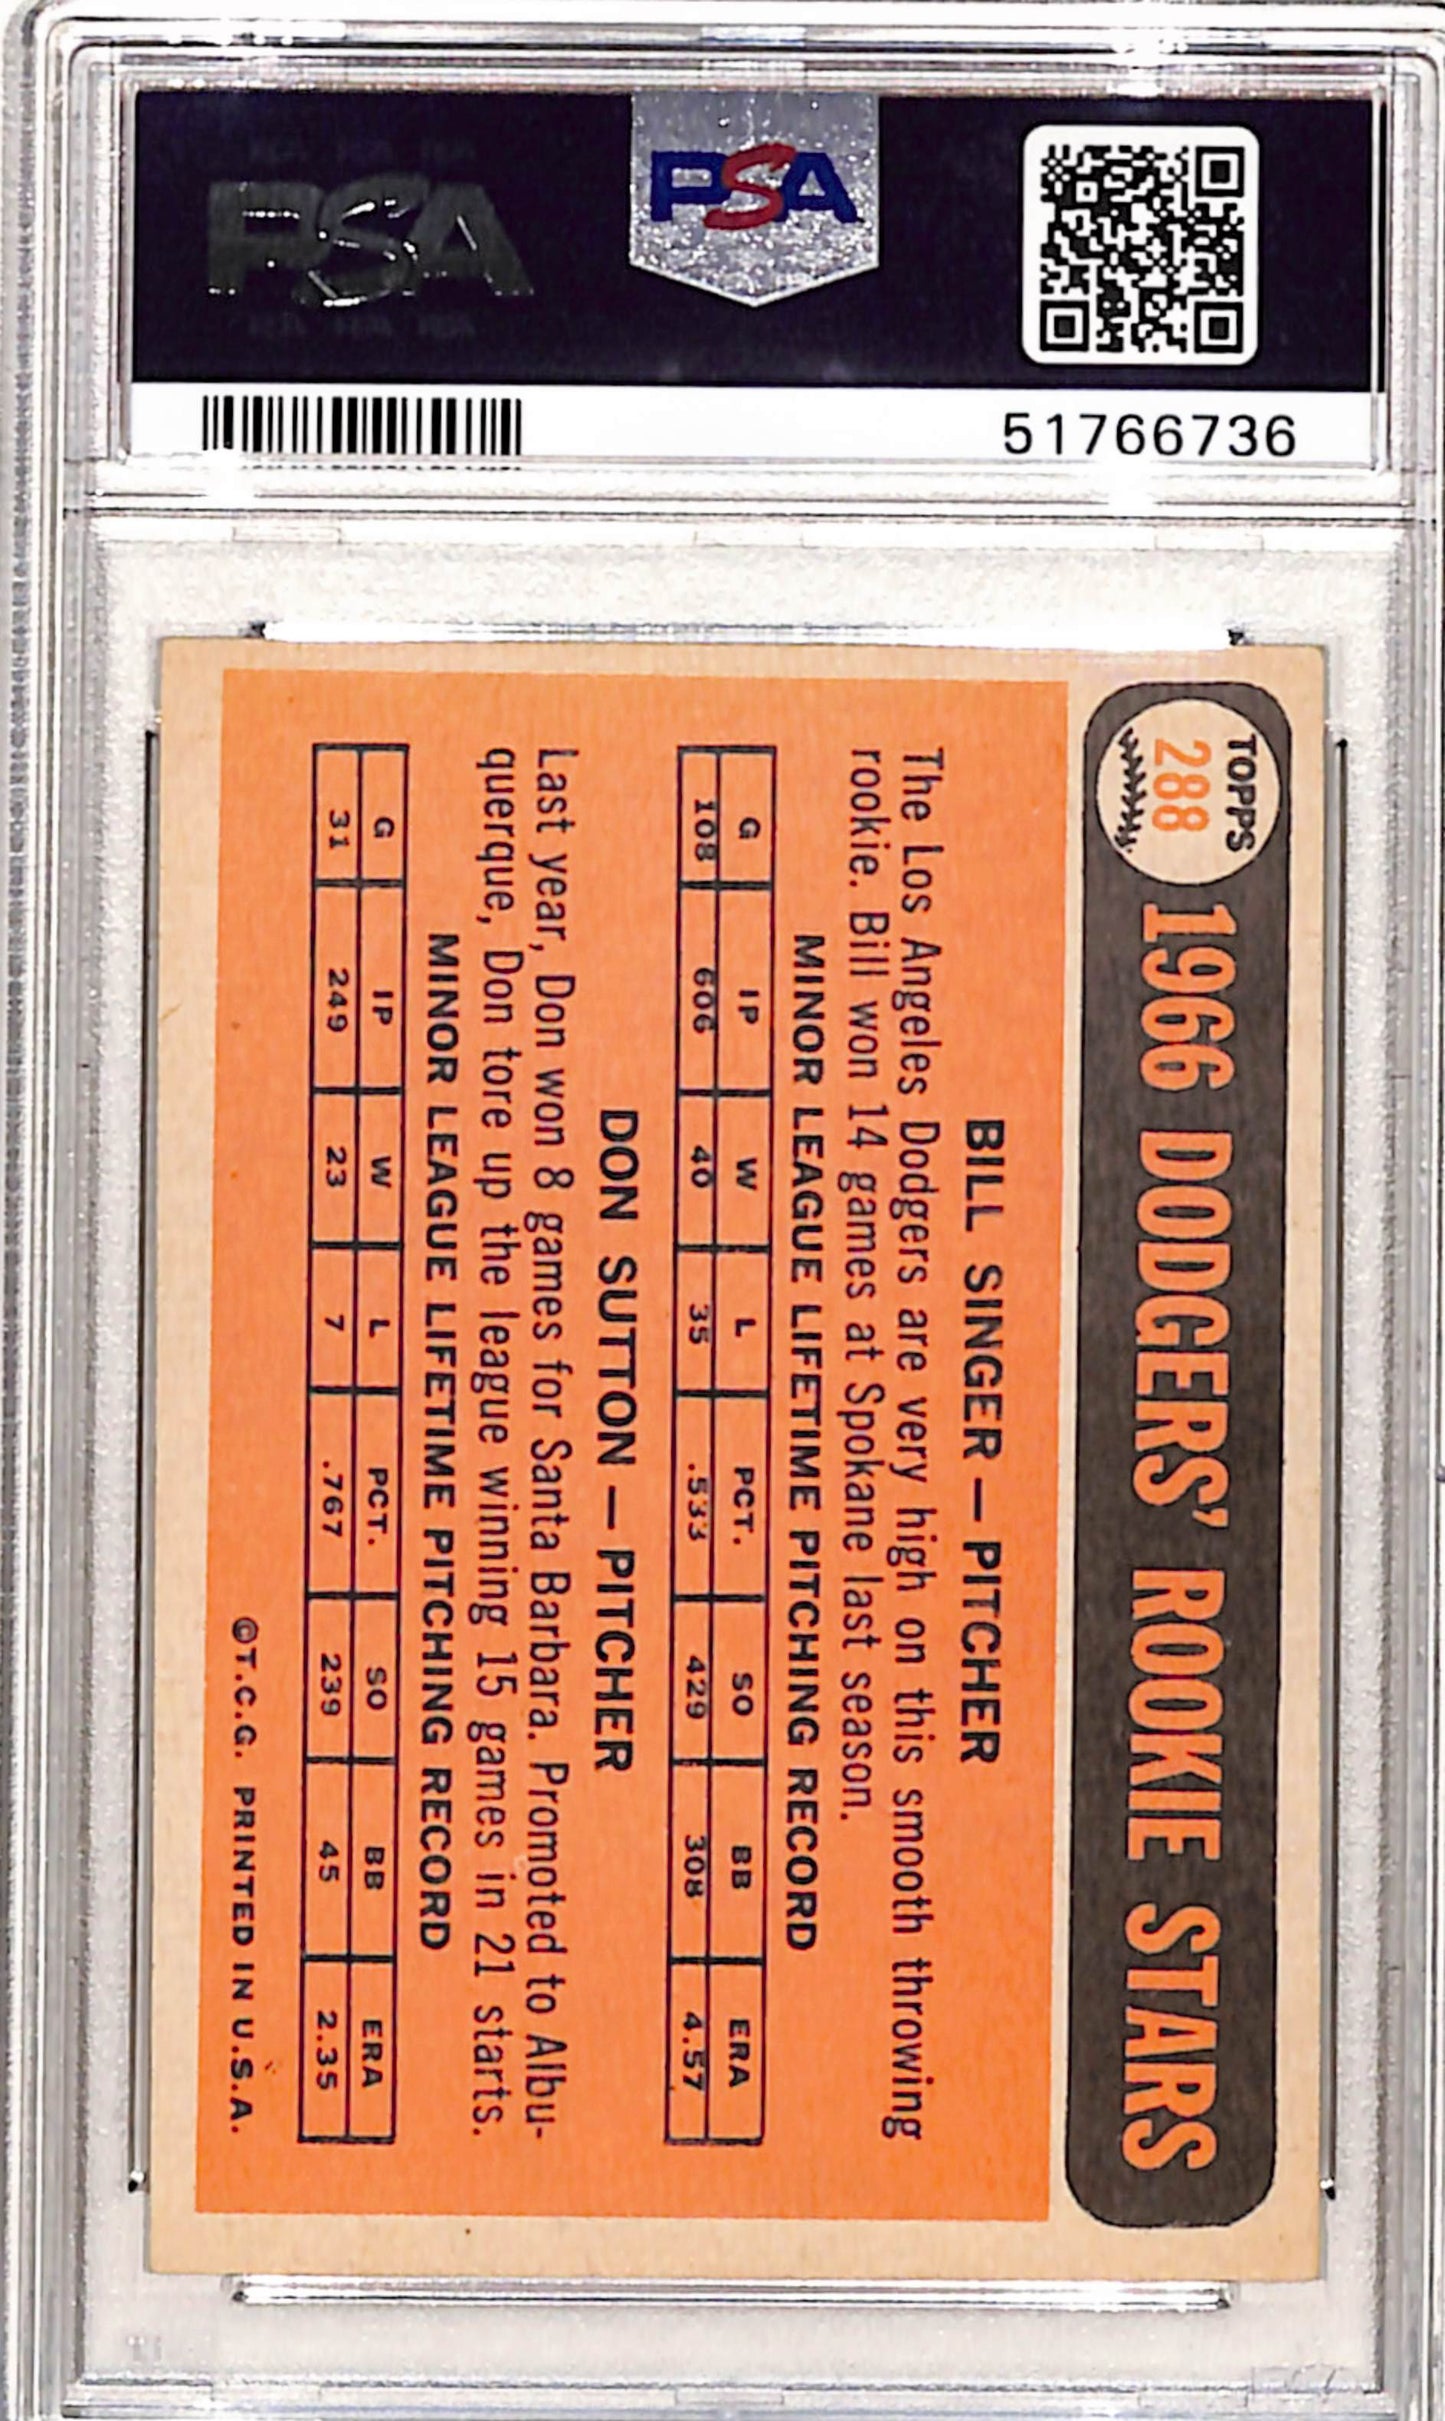 PSA
PSA
51766736
TOPPS
288
1966 DODGERS' ROOKIE STARS
BILL SINGER — PITCHER
The Los Angeles Dodgers are very high on this smooth throwing
rookie. Bill won 14 games at Spokane last season.
MINOR LEAGUE LIFETIME PITCHING RECORD
G IP W L PCT. SO BB ERA
108 606 40 35 .533 429 308 4.57
DON SUTTON — PITCHER
Last year, Don won 8 games for Santa Barbara. Promoted to Albu-
querque, Don tore up the league winning 15 games in 21 starts.
MINOR LEAGUE LIFETIME PITCHING RECORD
G IP W L PCT. SO BB ERA
31 249 23 7 .767 239 45 2.35
©T.C.G. PRINTED IN U.S.A.